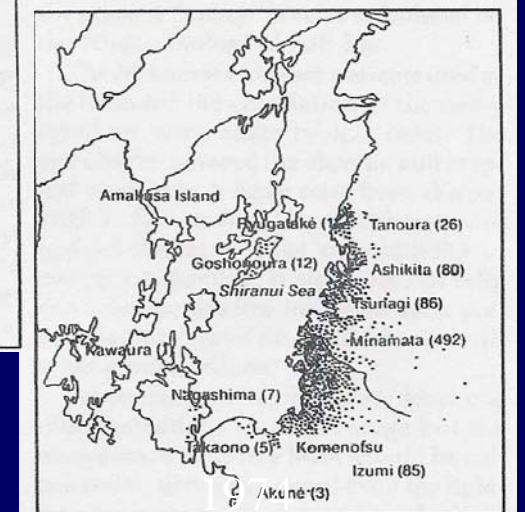 Amakusa Island
Ryugatake (1 Tanoura (26)
Goshonoura (12) Ashikita (80)
Shiranui Sea Tsunagi (86)
Minamata (492)
Kawaura (1)
Nagashima (7)
Takaono (5) Komenotsu
Izumi (85)
Akune (3)
1974